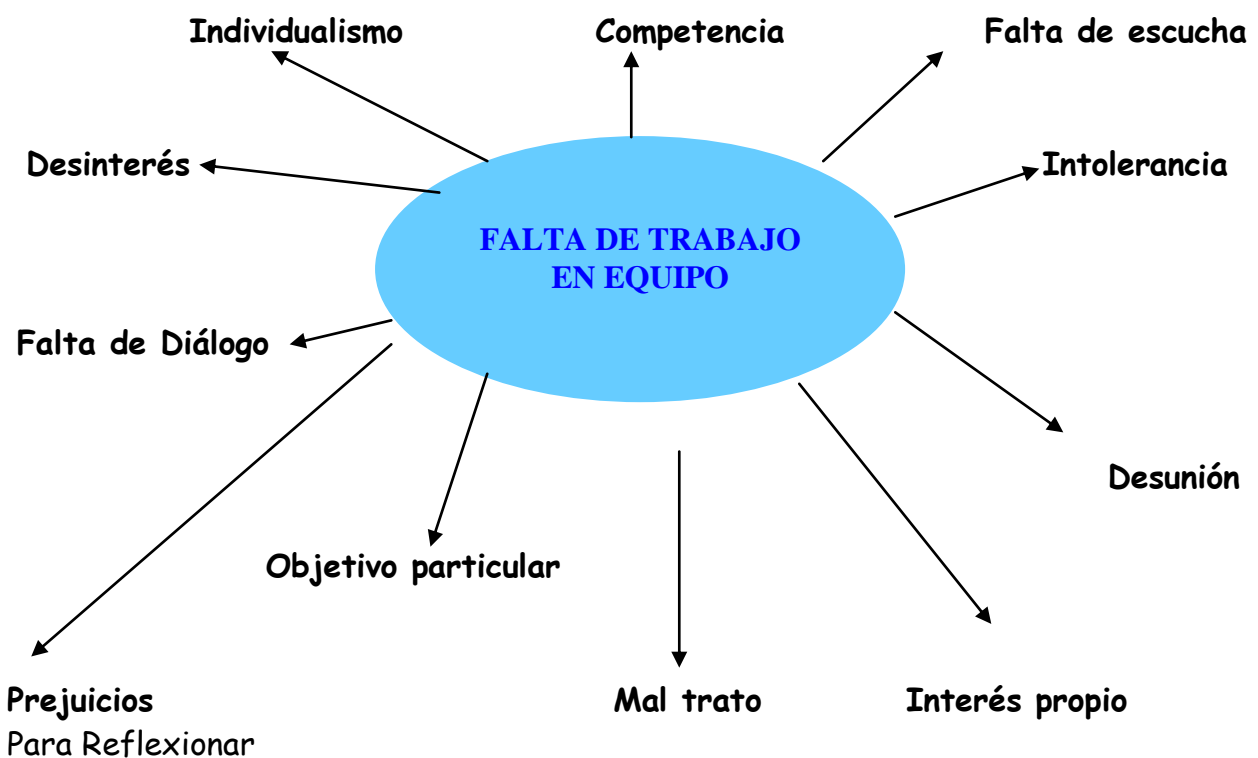 Individualismo
Competencia
Falta de escucha
Desinterés
Intolerancia
FALTA DE TRABAJO
EN EQUIPO
Falta de Diálogo
Desunión
Objetivo particular
Prejuicios
Mal trato
Interés propio
Para Reflexionar